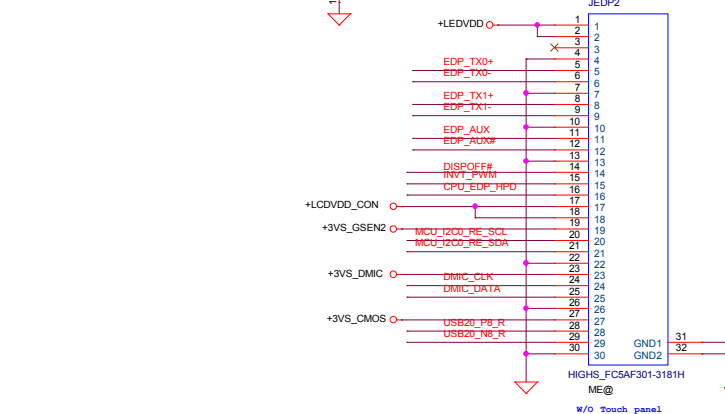 JEDP2
+LEDVDD
1 1
2 2
3 3
4 4
EDP_TX0+ 5 5
EDP_TX0- 6 6
7 7
EDP_TX1+ 8 8
EDP_TX1- 9 9
10 10
EDP_AUX 11 11
EDP_AUX# 12 12
13 13
DISPOFF# 14 14
INVT_PWM 15 15
CPU_EDP_HPD 16 16
+LCDVDD_CON 17 17
18 18
+3VS_GSEN2 19 19
MCU_I2C0_RE_SCL 20 20
MCU_I2C0_RE_SDA 21 21
22 22
+3VS_DMIC 23 23
DMIC_CLK 24 24
DMIC_DATA 25 25
26 26
+3VS_CMOS 27 27
USB20_P8_R 28 28
USB20_N8_R 29 29
30 30
GND1 31
GND2 32
HIGHS_FC5AF301-3181H
ME@
W/O Touch panel